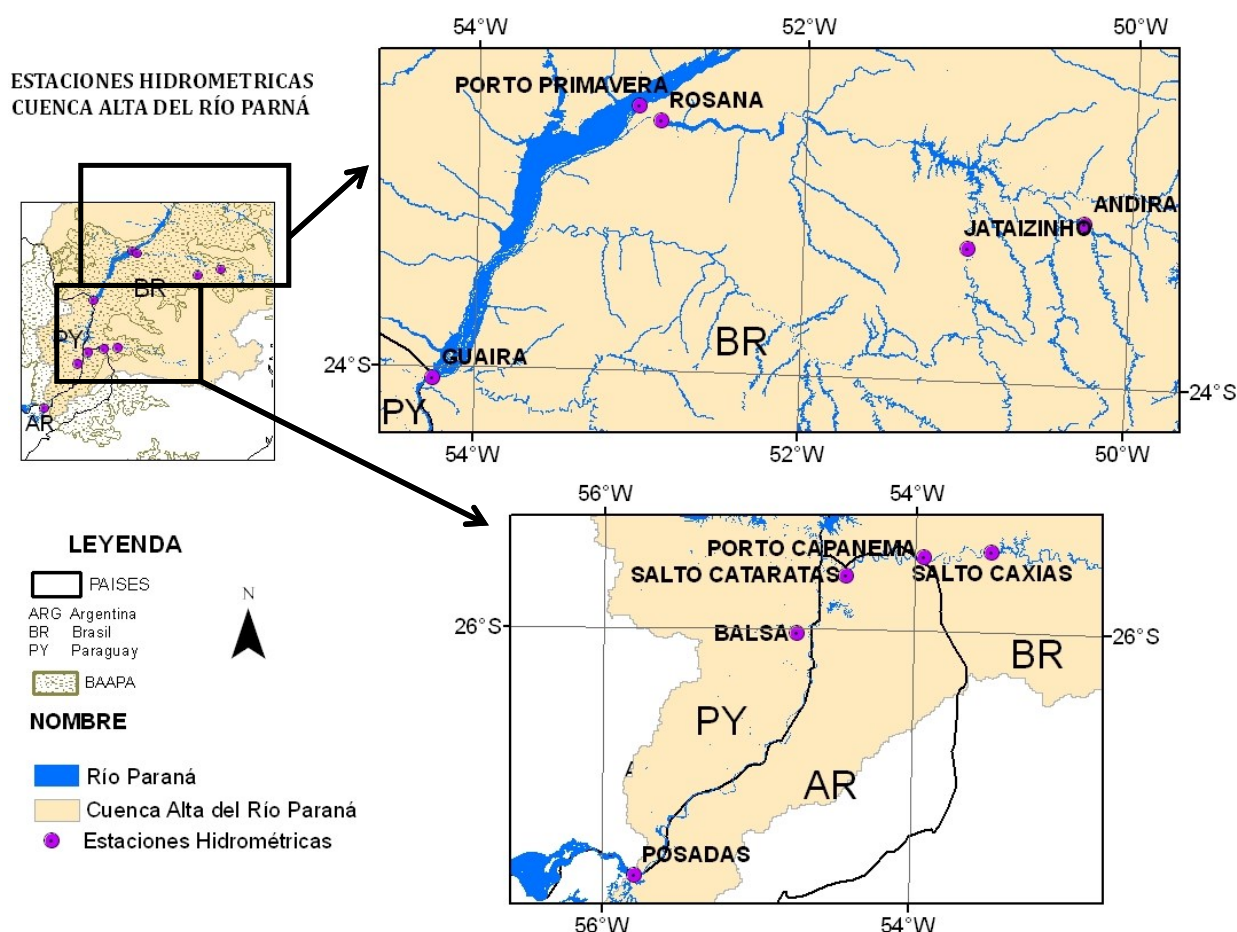 ESTACIONES HIDROMETRICAS
CUENCA ALTA DEL RÍO PARNÁ
BR
PY
AR
54°W
52°W
50°W
PORTO PRIMAVERA
ROSANA
ANDIRA
JATAIZINHO
BR
GUAIRA
24°S
24°S
PY
54°W
52°W
50°W
56°W
54°W
PORTO CAPANEMA
SALTO CATARATAS
SALTO CAXIAS
26°S
BALSA
26°S
BR
PY
AR
POSADAS
56°W
54°W
LEYENDA
PAISES
ARG Argentina
BR Brasil
PY Paraguay
N
BAAPA
NOMBRE
Río Paraná
Cuenca Alta del Río Paraná
Estaciones Hidrométricas